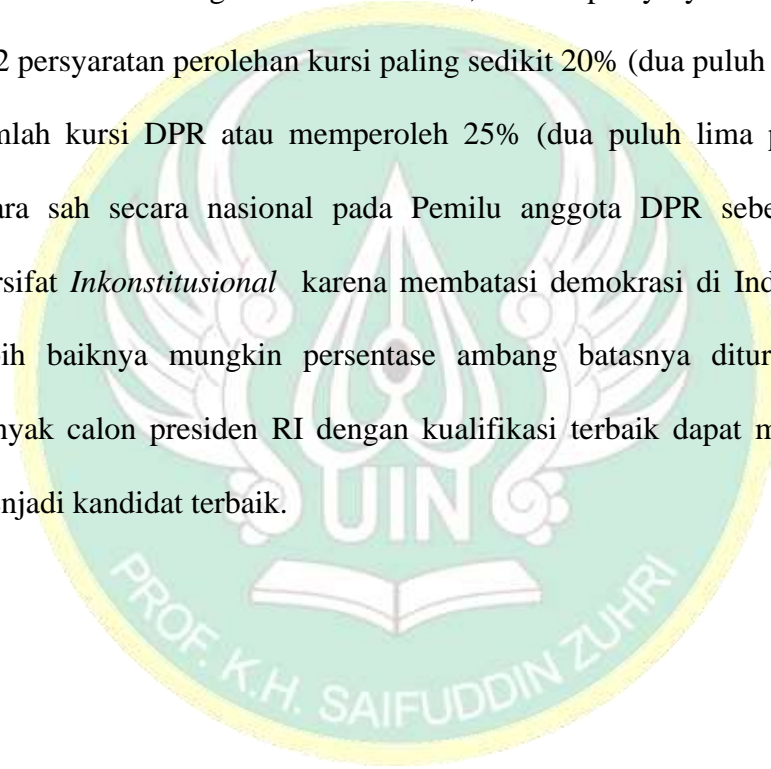 2 persyaratan perolehan kursi paling sedikit 20% (dua puluh
mlah kursi DPR atau memperoleh 25% (dua puluh lima p
ara sah secara nasional pada Pemilu anggota DPR sebe
rsifat Inkonstitusional karena membatasi demokrasi di Ind
bih baiknya mungkin persentase ambang batasnya ditur
nyak calon presiden RI dengan kualifikasi terbaik dapat m
enjadi kandidat terbaik.
UIN
PROF. K.H. SAIFUDDIN ZUHRI